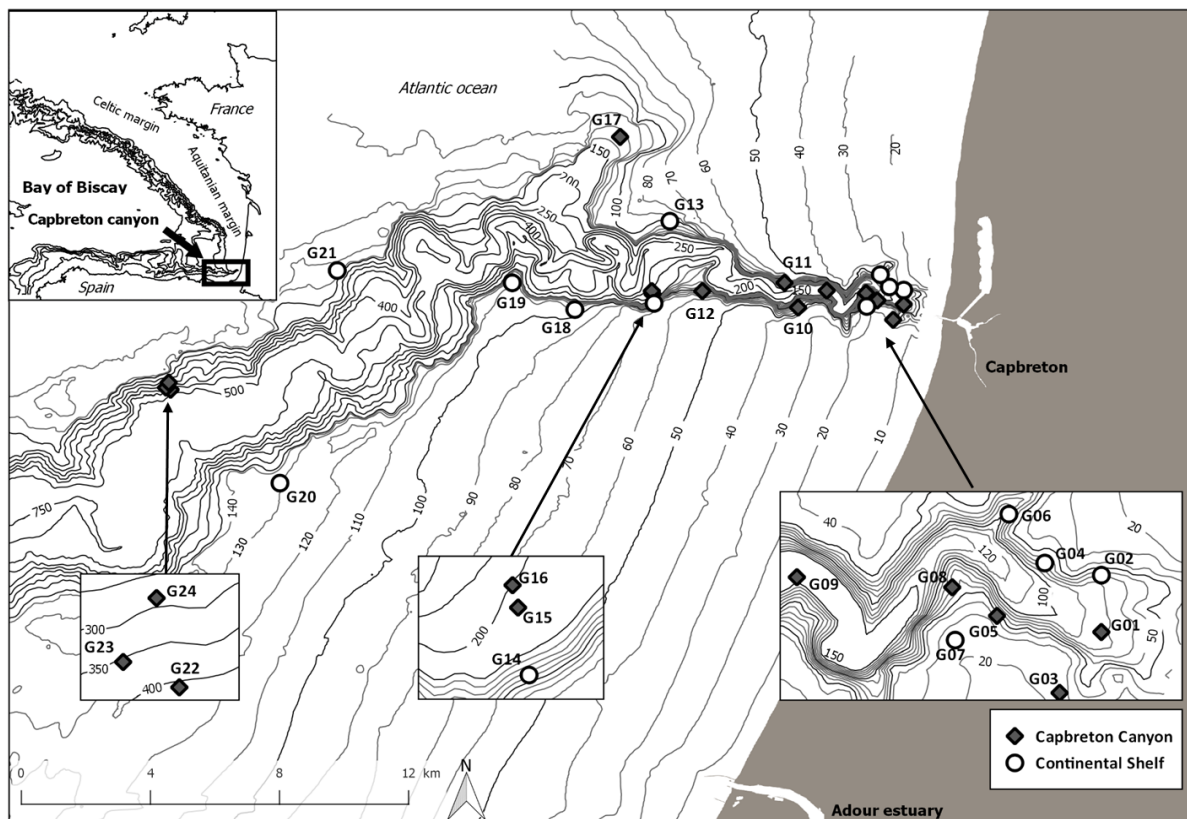 Celtic margin
France
Aquitanian margin
Bay of Biscay
Capbreton canyon
Spain
Atlantic ocean
G17
150
200
250
400
100
80
70
60
50
40
30
20
G13
250
G21
G11
200
150
400
G19
G18
G12
G10
Capbreton
500
60
50
40
30
20
10
70
80
90
100
G20
110
120
130
140
750
G24
300
G23
350
G22
400
G16
G15
200
G14
40
G06
20
120
G04
G02
G09
G08
100
G05
G01
50
G07
150
20
G03
Capbreton Canyon
Continental Shelf
0 4 8 12 km
N
Adour estuary